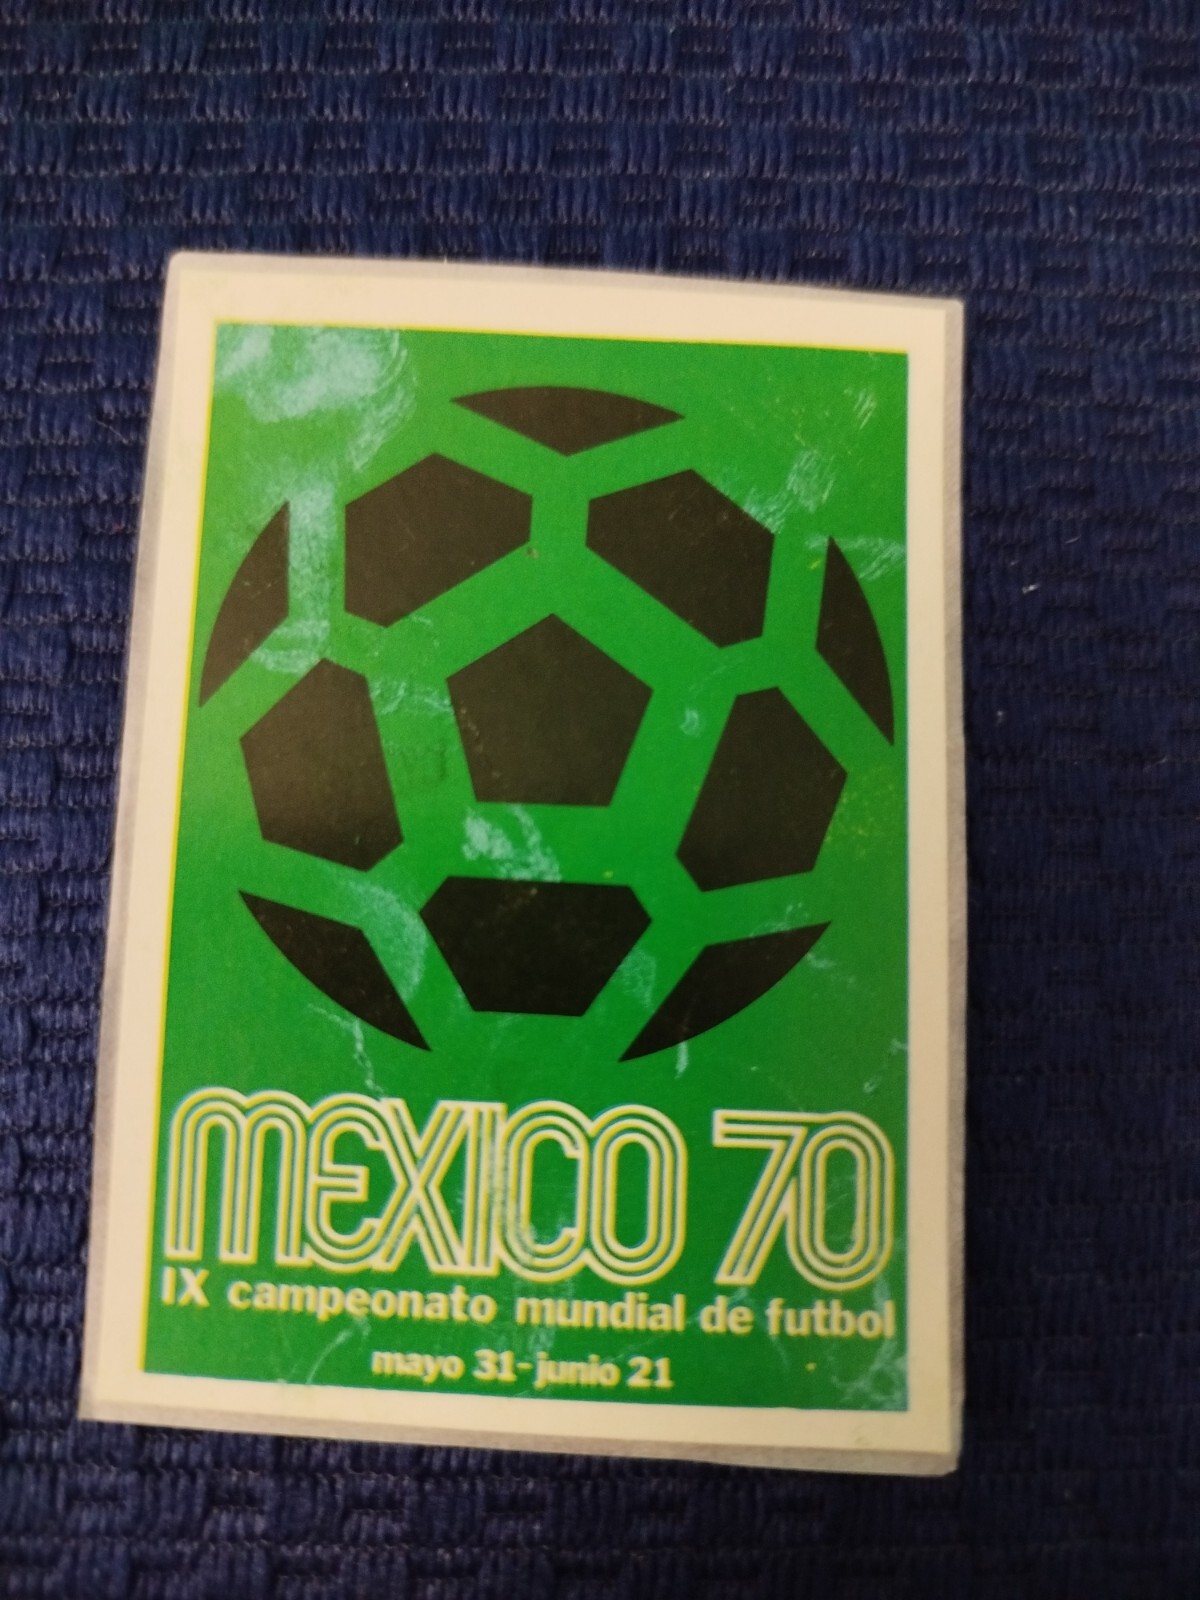 MEXICO 70
IX campeonato mundial de futbol
mayo 31-junio 21